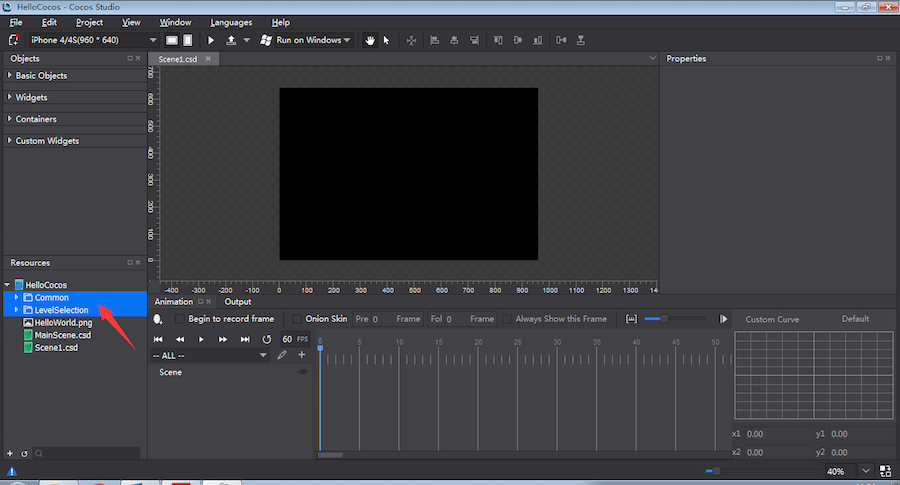 HelloCocos - Cocos Studio
File Edit Project View Window Languages Help
iPhone 4/4S(960 * 640) Run on Windows
Objects
Basic Objects
Widgets
Containers
Custom Widgets
Scene1.csd
700
600
500
400
300
200
100
0
-400 -300 -200 -100 0 100 200 300 400 500 600 700 800 900 1000 1100 1200 1300 140
Properties
Resources
HelloCocos
Common
LevelSelection
HelloWorld.png
MainScene.csd
Scene1.csd
Animation Output
Begin to record frame Onion Skin Pre 0 Frame Fol 0 Frame Always Show this Frame
60 FPS
-- ALL --
Scene
0 5 10 15 20 25 30 35 40 45 50
Custom Curve Default
x1 0.00 y1 0.00
x2 0.00 y2 0.00
40%